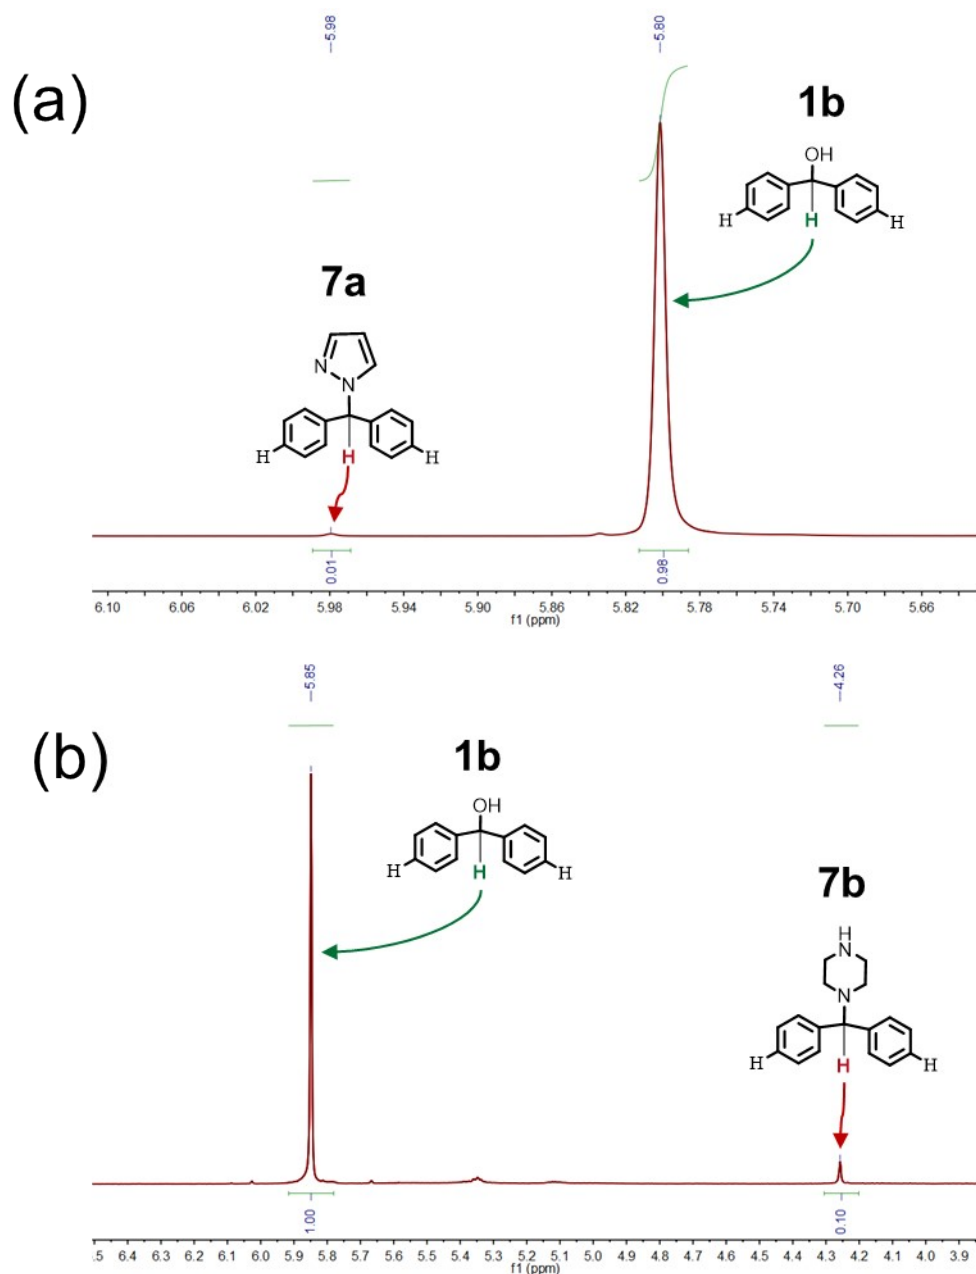 —5.98
—5.80
(a)
1b
OH
H
H
H
7a
N
N
H
H
H
0.01
0.98
6.10 6.06 6.02 5.98 5.94 5.90 5.86 5.82 5.78 5.74 5.70 5.66
f1 (ppm)
—5.85
—4.26
(b)
1b
OH
H
H
H
7b
H
N
N
H
H
H
1.00
0.10
.5 6.4 6.3 6.2 6.1 6.0 5.9 5.8 5.7 5.6 5.5 5.4 5.3 5.2 5.1 5.0 4.9 4.8 4.7 4.6 4.5 4.4 4.3 4.2 4.1 4.0 3.9 3.8
f1 (ppm)